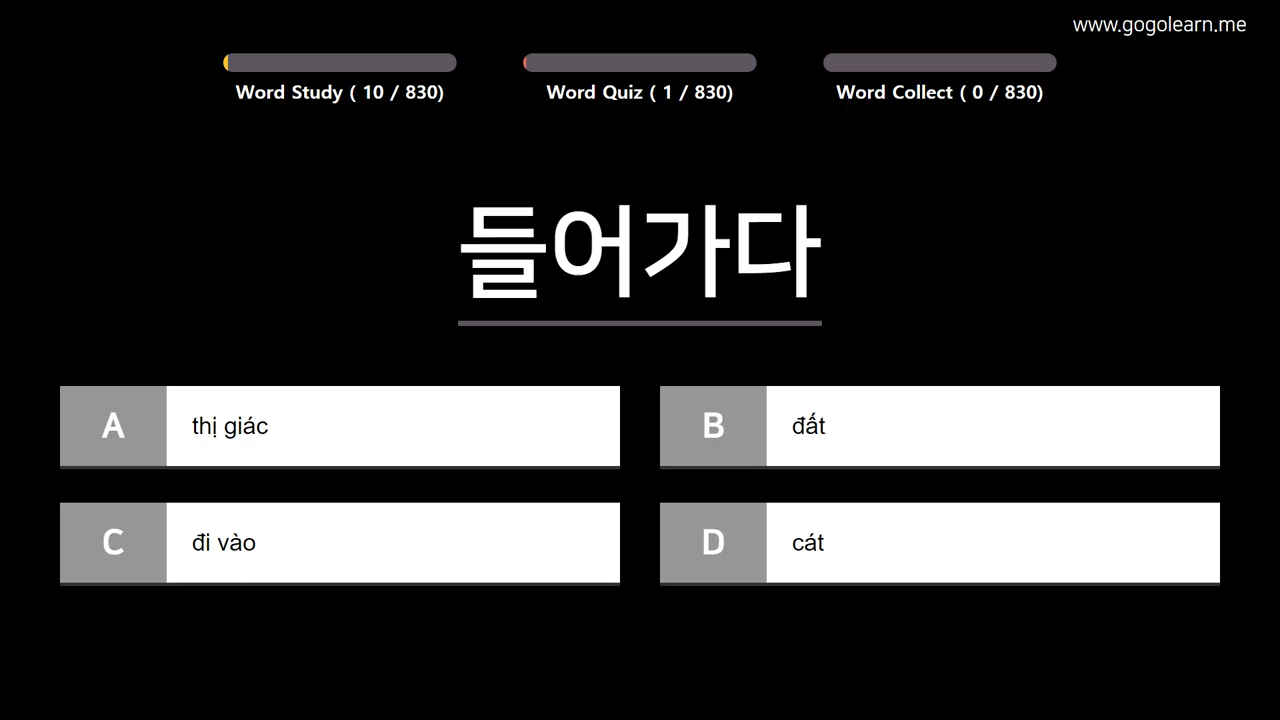 www.gogolearn.me
Word Study ( 10 / 830)
Word Quiz ( 1 / 830)
Word Collect ( 0 / 830)
들어가다
A thị giác
B đất
C đi vào
D cát